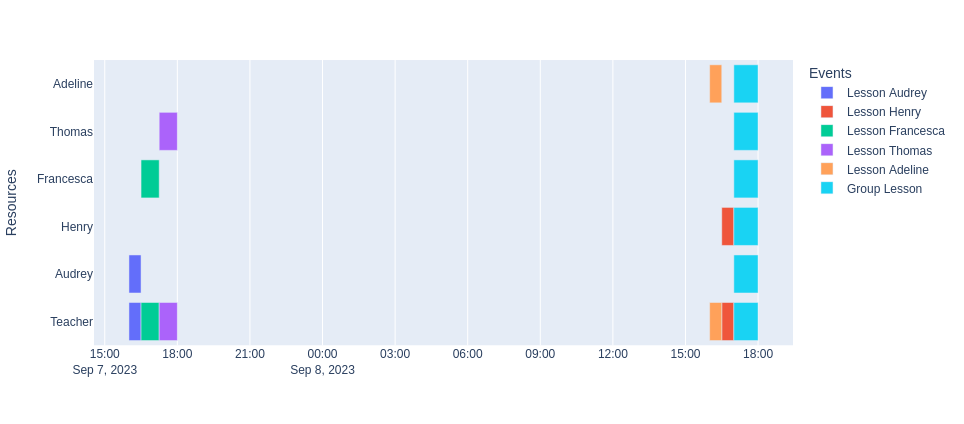 Resources
Adeline
Thomas
Francesca
Henry
Audrey
Teacher
15:00 18:00 21:00 00:00 03:00 06:00 09:00 12:00 15:00 18:00
Sep 7, 2023 Sep 8, 2023
Events
Lesson Audrey
Lesson Henry
Lesson Francesca
Lesson Thomas
Lesson Adeline
Group Lesson